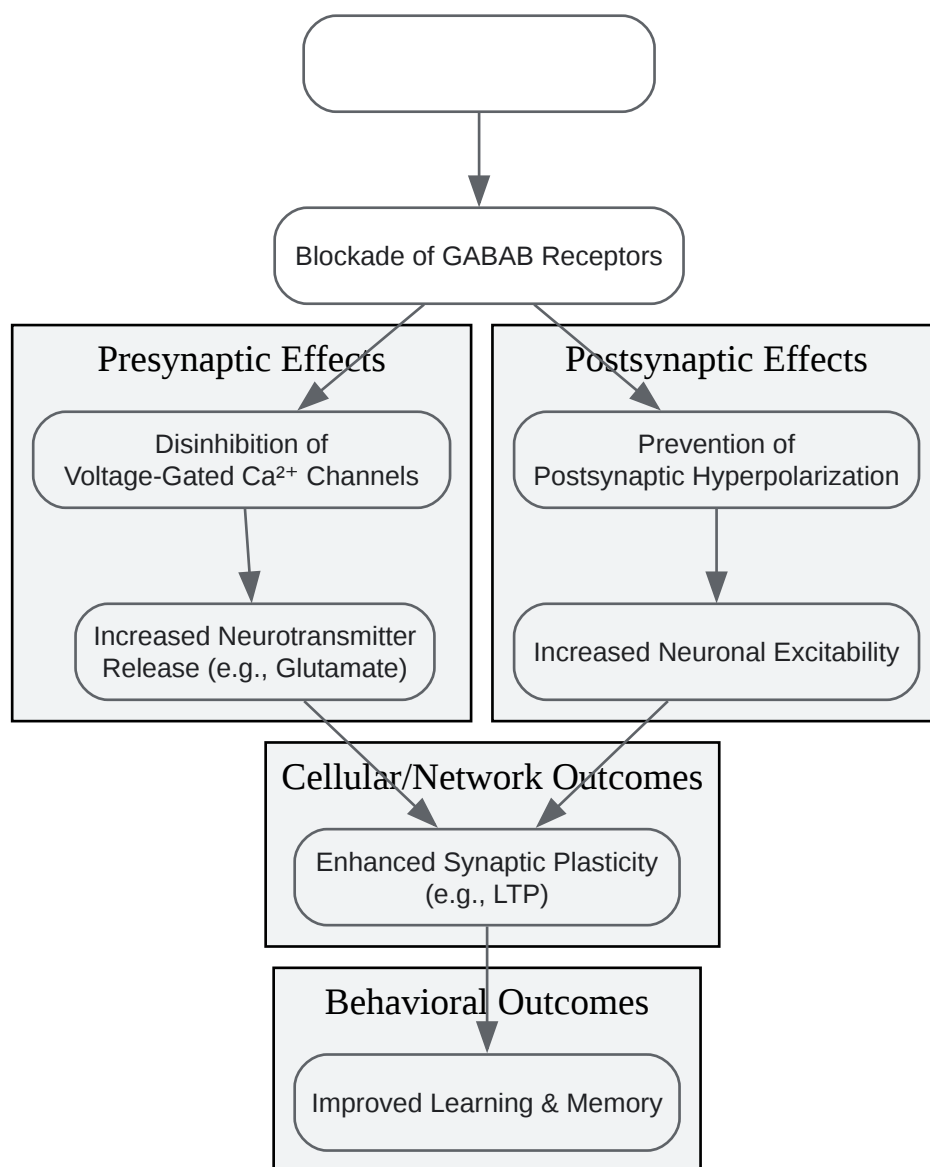 Blockade of GABAB Receptors
Presynaptic Effects
Postsynaptic Effects
Disinhibition of
Voltage-Gated Ca²⁺ Channels
Prevention of
Postsynaptic Hyperpolarization
Increased Neurotransmitter
Release (e.g., Glutamate)
Increased Neuronal Excitability
Cellular/Network Outcomes
Enhanced Synaptic Plasticity
(e.g., LTP)
Behavioral Outcomes
Improved Learning & Memory